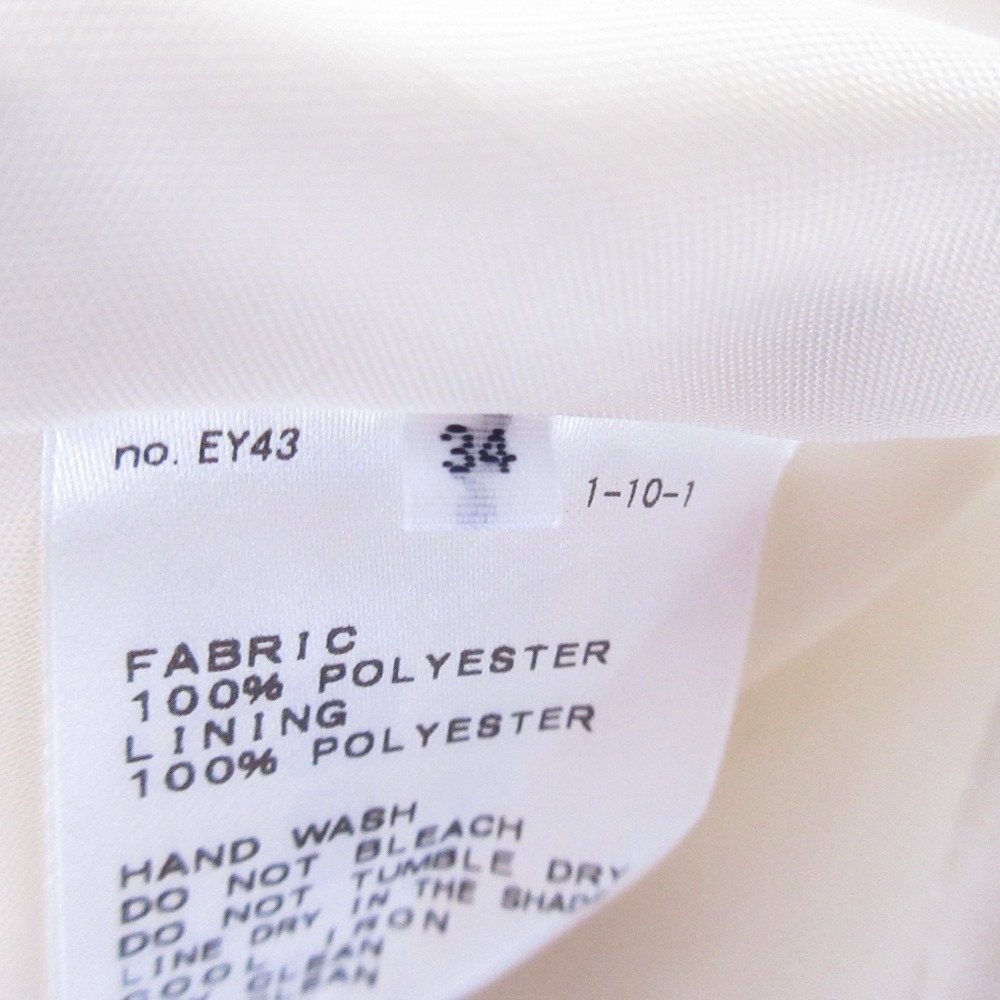 no. EY43
34
1-10-1
FABRIC
100% POLYESTER
LINING
100% POLYESTER
HAND WASH
DO NOT BLEACH
DO NOT TUMBLE DRY
LINE DRY IN THE SHADE
COOL IRON
CLEAN